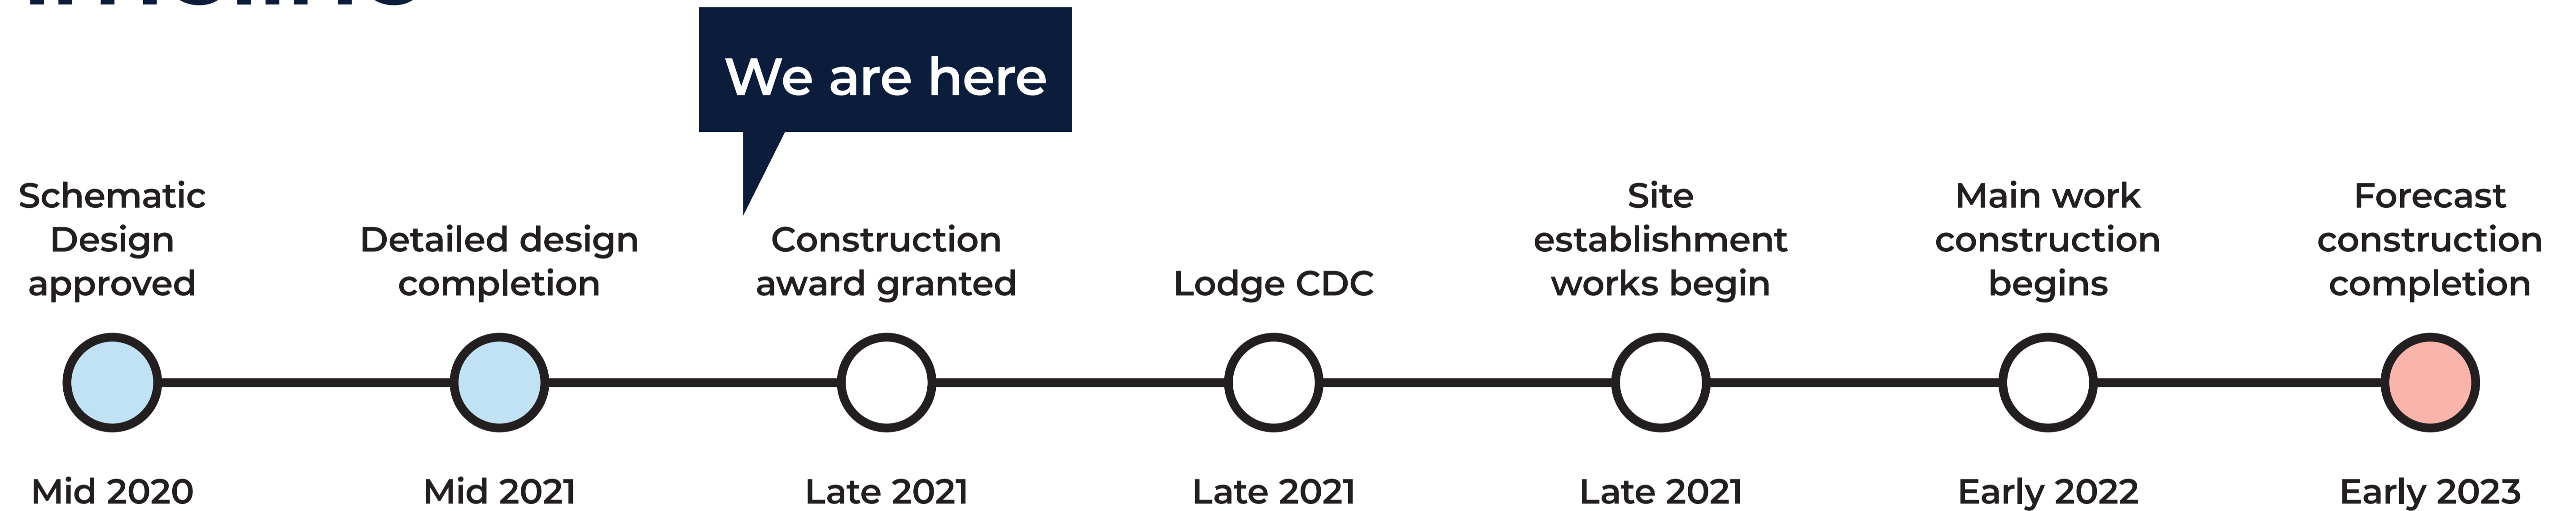 We are here
Schematic
Design
approved
Detailed design
completion
Construction
award granted
Lodge CDC
Site
establishment
works begin
Main work
construction
begins
Forecast
construction
completion
Mid 2020
Mid 2021
Late 2021
Late 2021
Late 2021
Early 2022
Early 2023